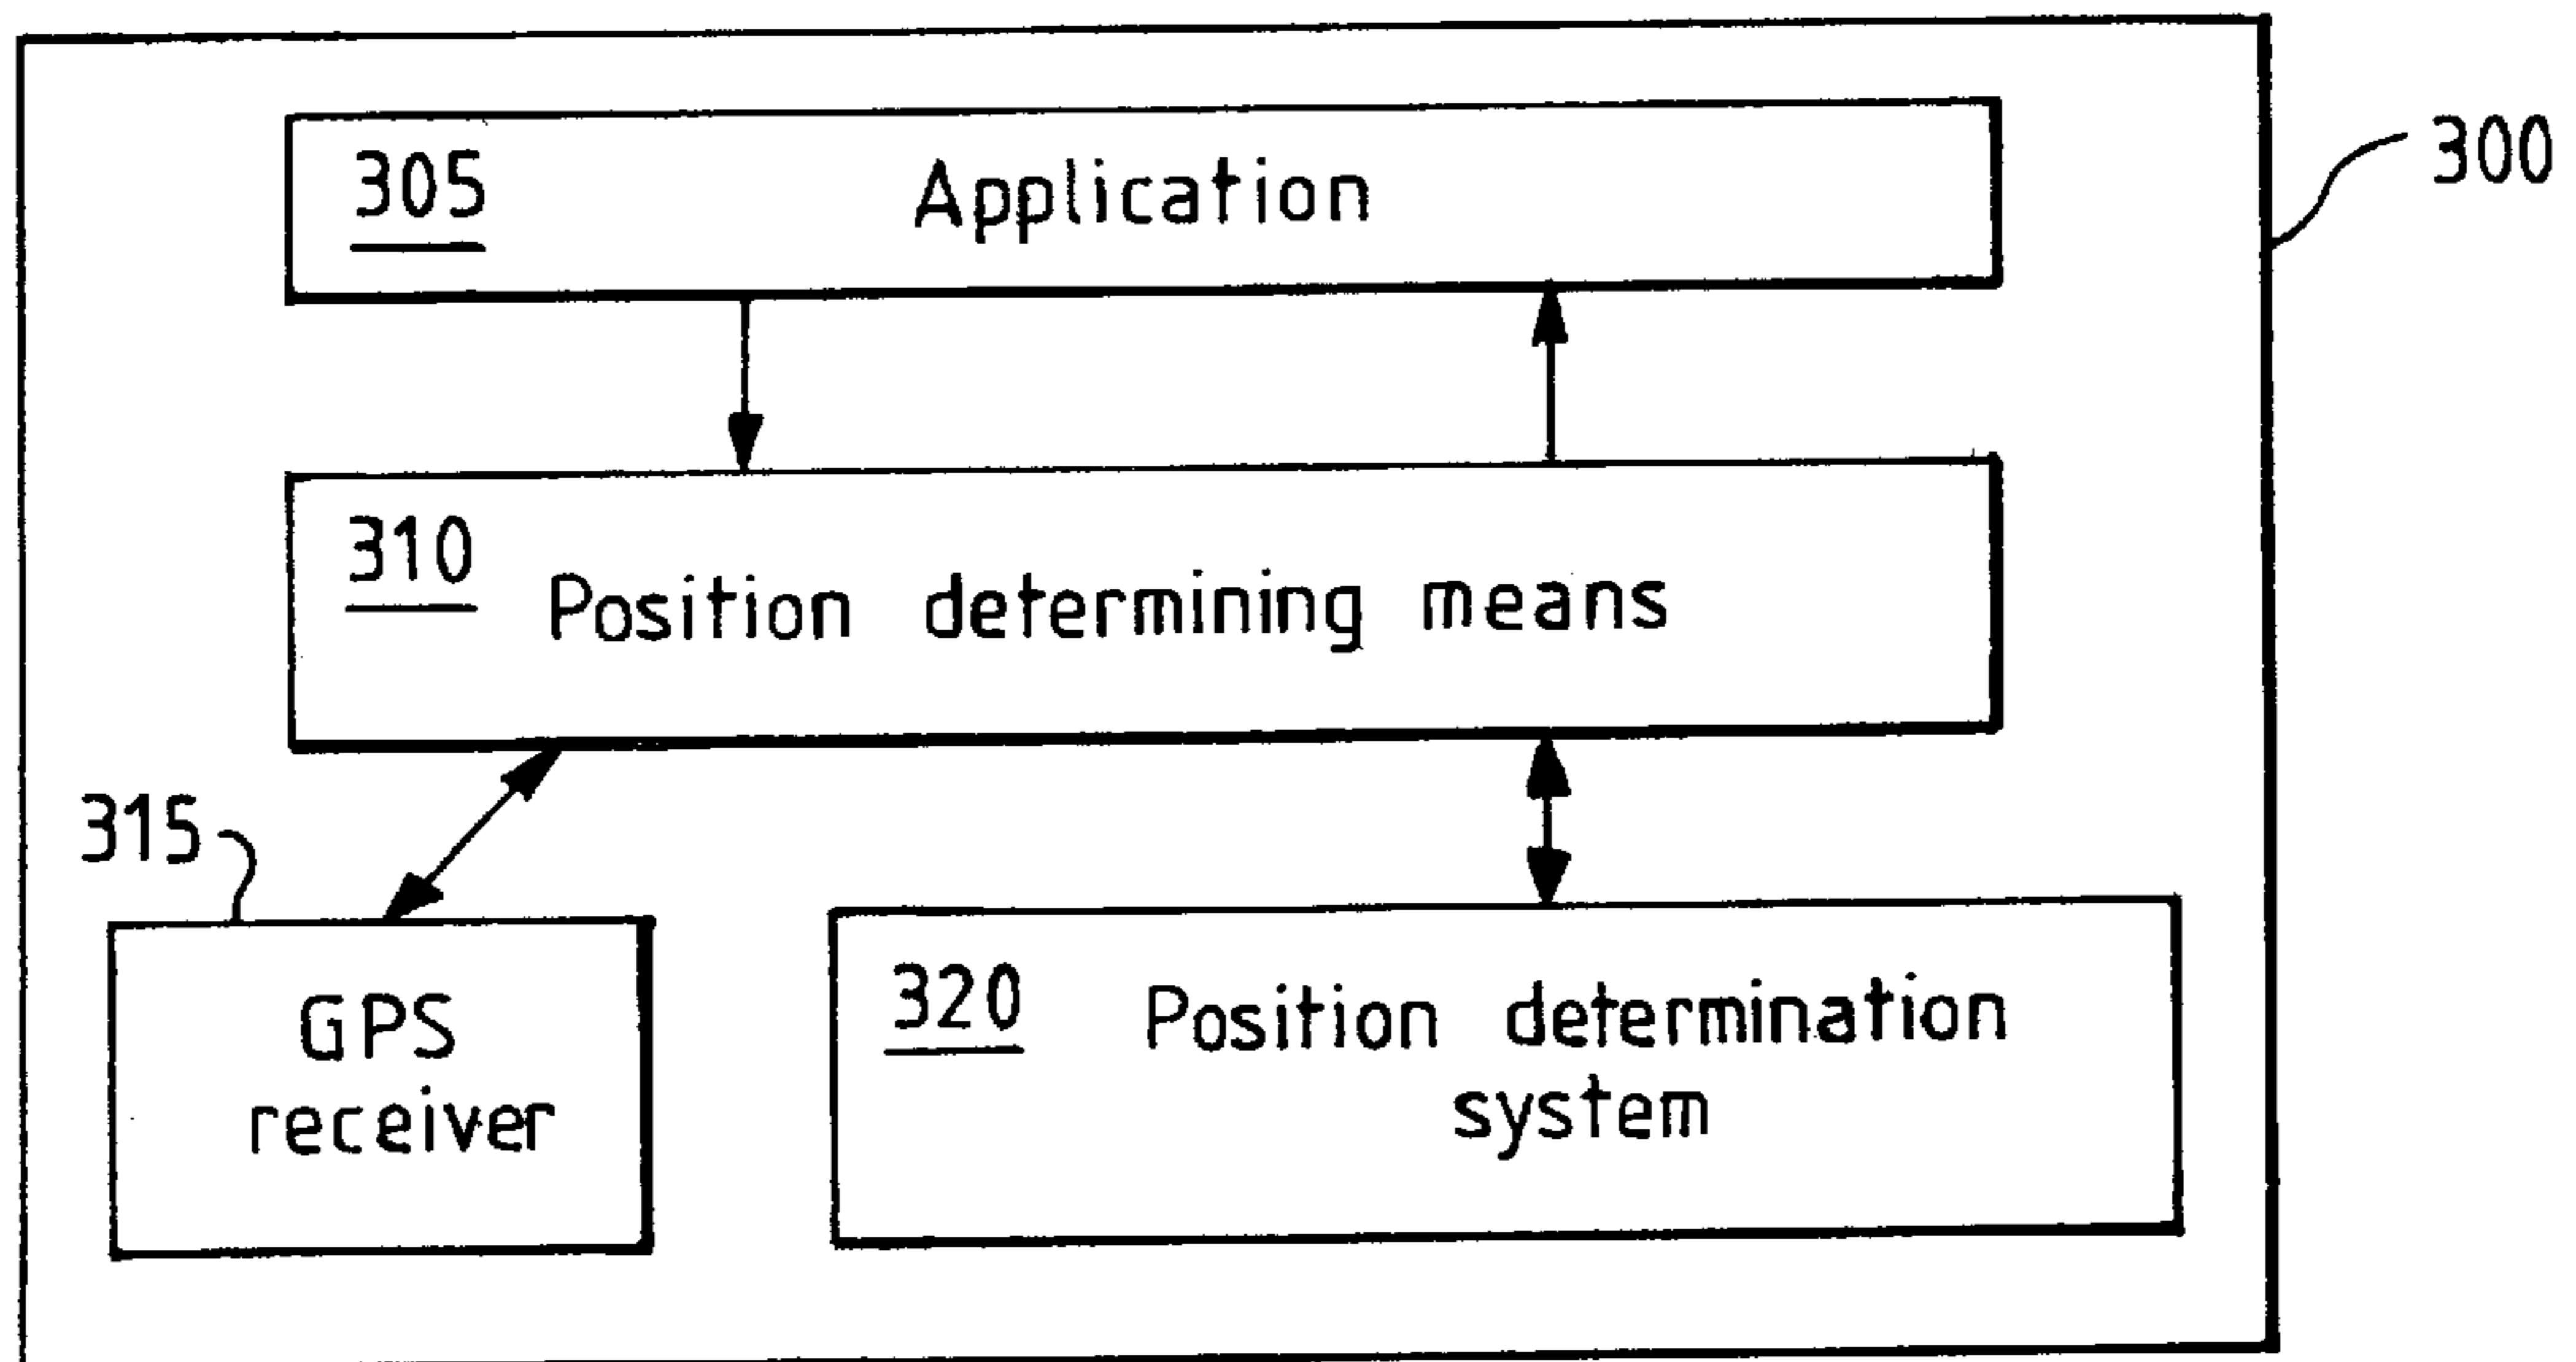 300
305
Application
310
Position determining means
315
GPS
receiver
320
Position determination
system